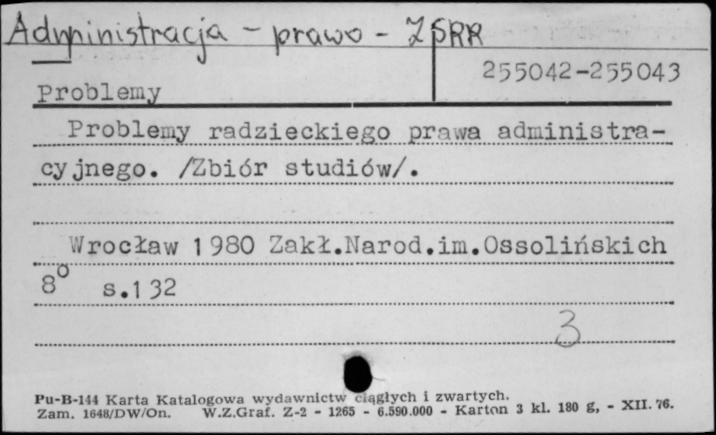 Administracja - prawo - ZSRR
255042-255043
Problemy
Problemy radzieckiego prawa administra-
cyjnego. /Zbiór studiów/.
Wrocław 1980 Zakł.Narod.im.Ossolińskich
8° s.132
3
Pu-B-144 Karta Katalogowa wydawnictw ciągłych i zwartych.
Zam. 1648/DW/On. W.Z.Graf. Z-2 - 1265 - 6.590.000 - Karton 3 kl. 180 g, - XII. 76.